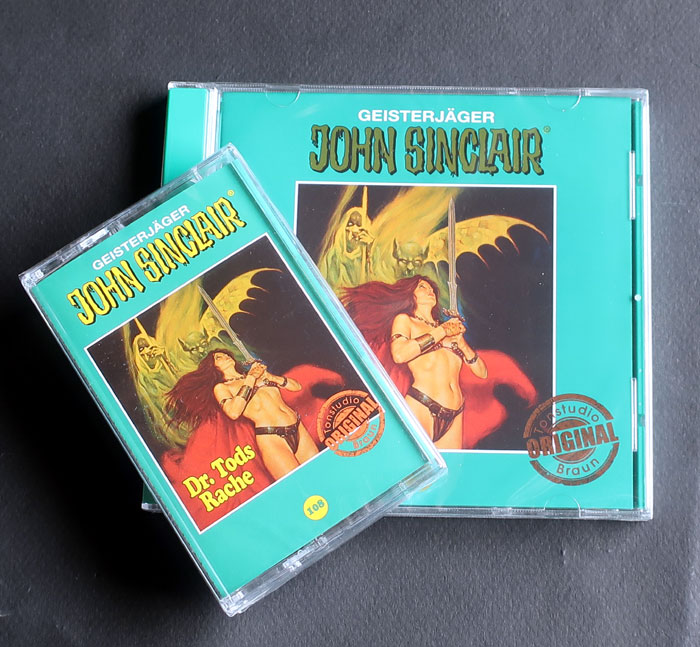 GEISTERJÄGER
JOHN SINCLAIR®
Tonstudio
ORIGINAL
Braun
GEISTERJÄGER
JOHN SINCLAIR®
Dr. Tods
Rache
Tonstudio
ORIGINAL
Braun
108